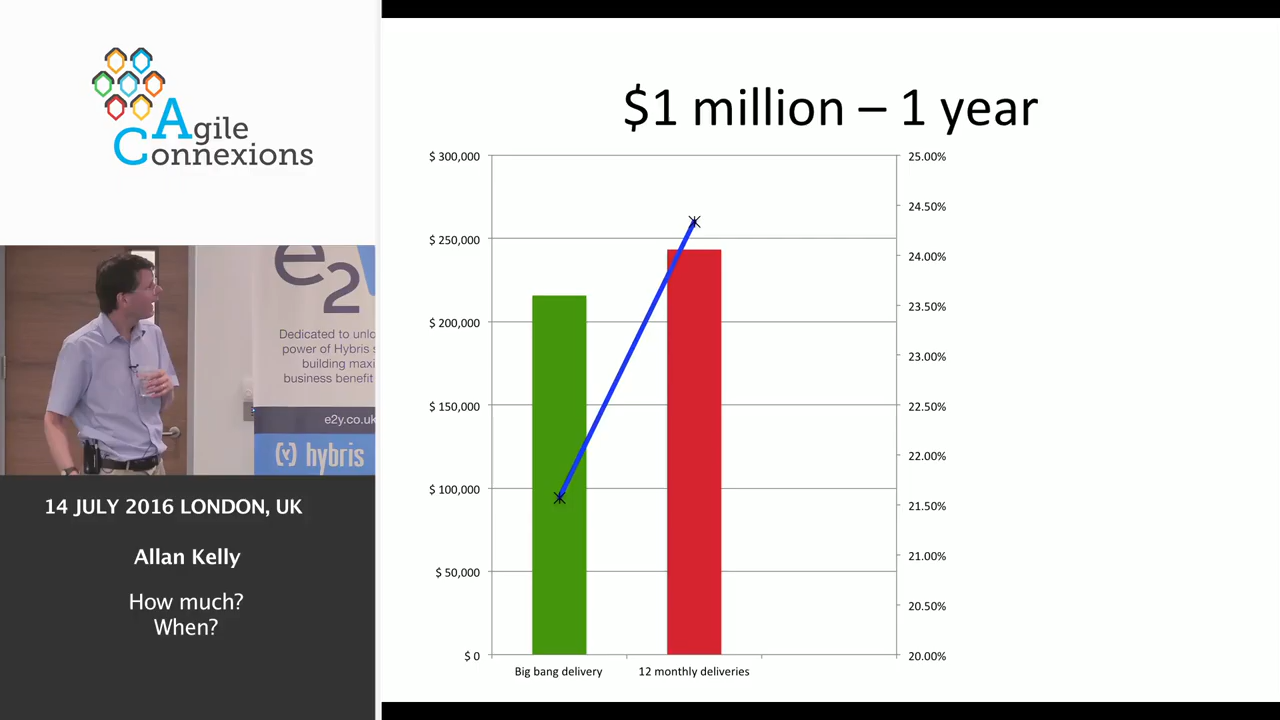 Agile
Connexions
e2
Dedicated to unlo
power of Hybris
building maxi
business benefit
e2y.co.uk
(y) hybris
14 JULY 2016 LONDON, UK
Allan Kelly
How much?
When?
$1 million – 1 year
$ 300,000
$ 250,000
$ 200,000
$ 150,000
$ 100,000
$ 50,000
$ 0
25.00%
24.50%
24.00%
23.50%
23.00%
22.50%
22.00%
21.50%
21.00%
20.50%
20.00%
Big bang delivery
12 monthly deliveries